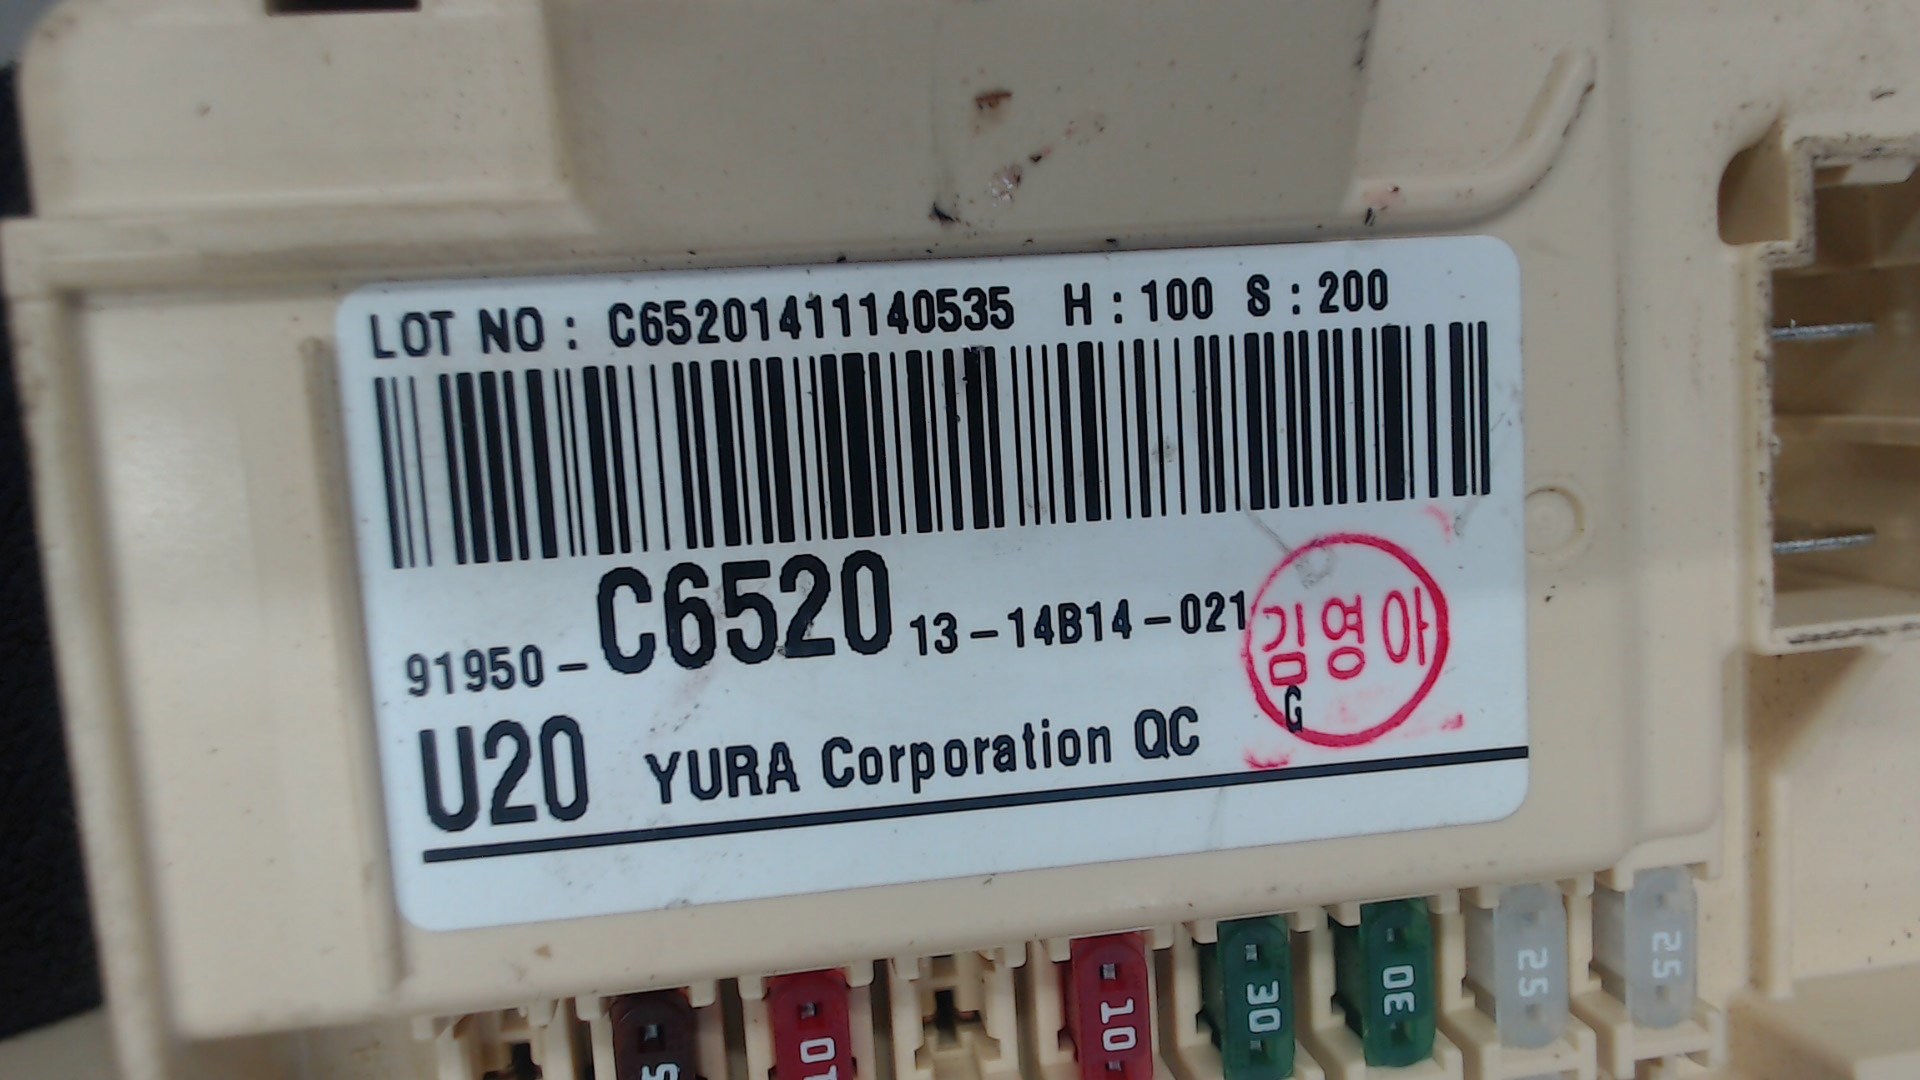 LOT NO : C65201411140535 H : 100 S : 200
91950-C6520 13-14B14-021
김영아
G
U20 YURA Corporation QC
10 10 30 30 25 25